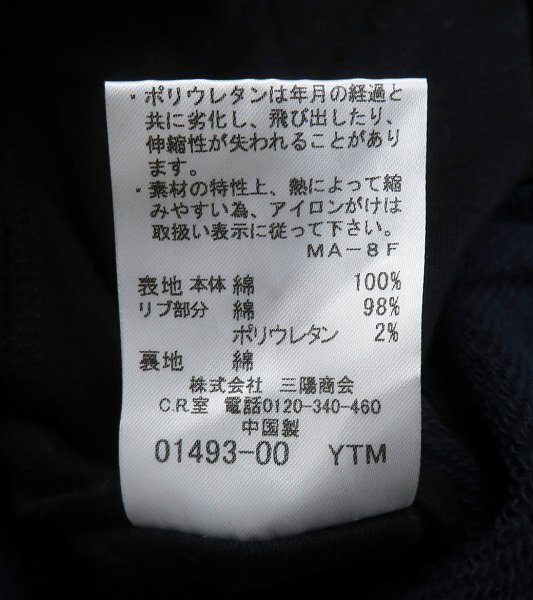 ・ポリウレタンは年月の経過と
共に劣化し、飛び出したり、
伸縮性が失われることがあり
ます。
・素材の特性上、熱によって縮
みやすい為、アイロンがけは
取扱い表示に従って下さい。
MA-8F
表地 本体 綿 100%
リブ部分 綿 98%
ポリウレタン 2%
裏地 綿
株式会社 三陽商会
C.R室 電話0120-340-460
中国製
01493-00 YTM